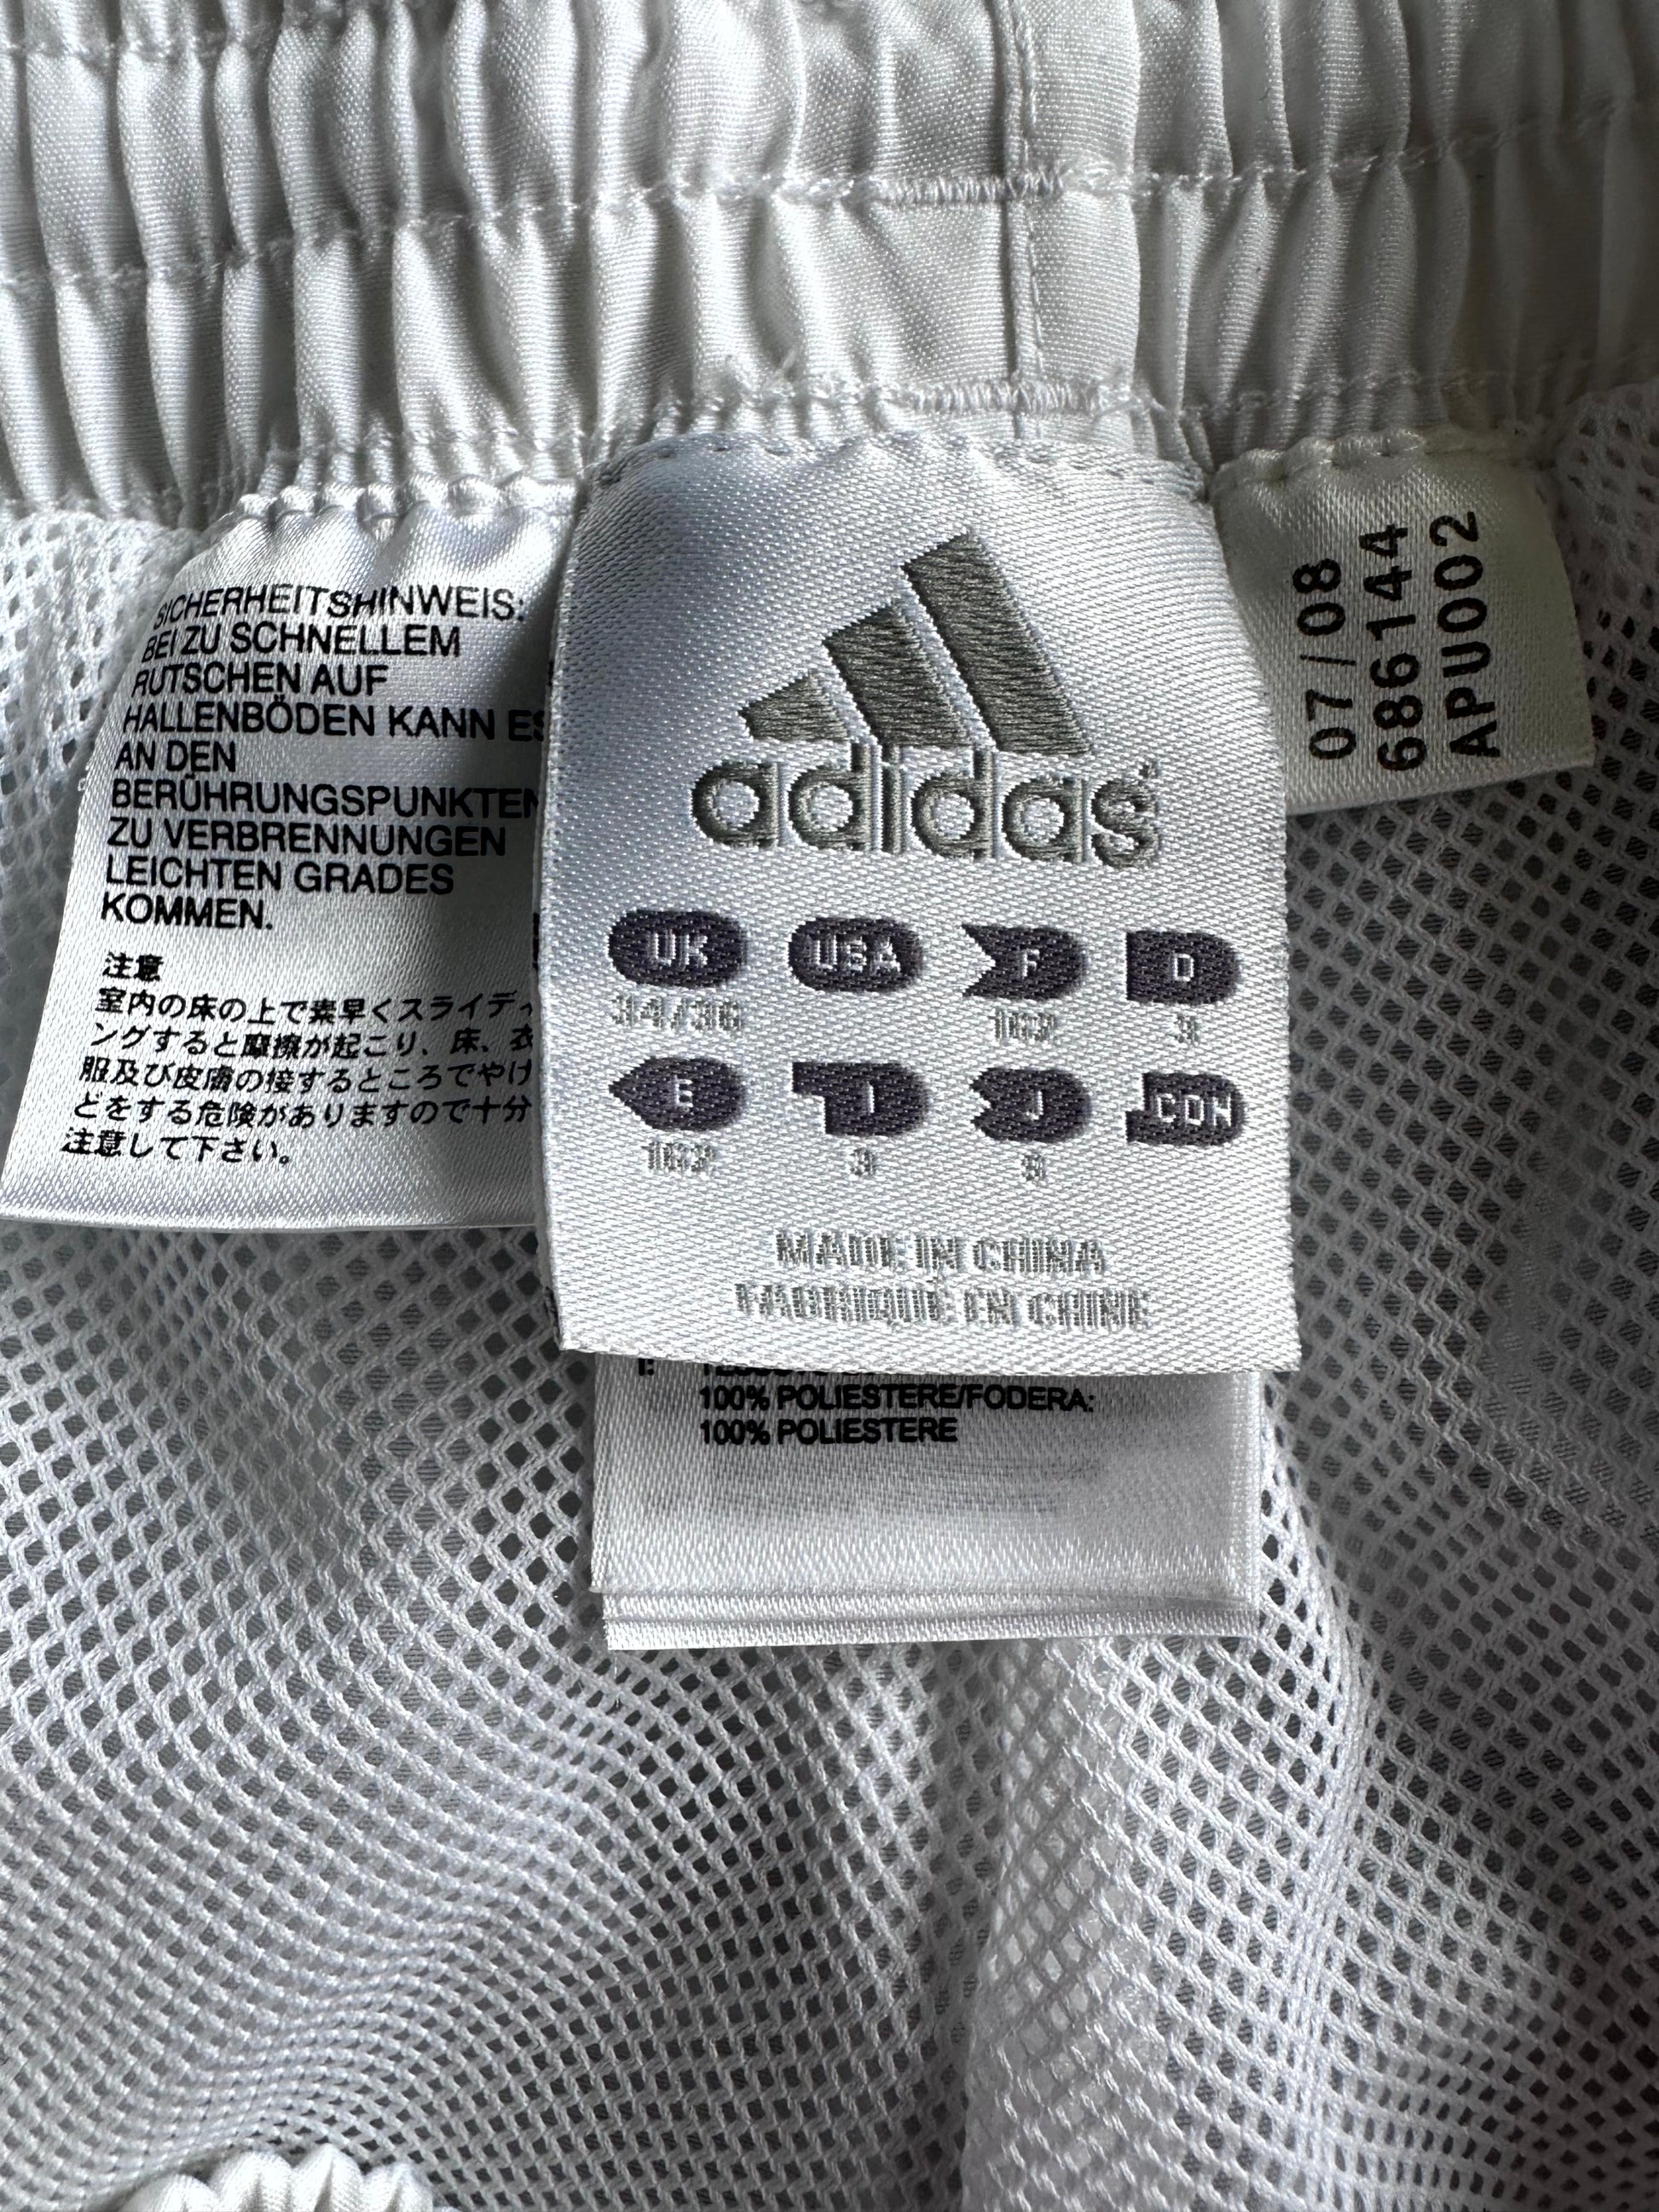 SICHERHEITSHINWEIS:
BEI ZU SCHNELLEM
RUTSCHEN AUF
HALLENBÖDEN KANN ES
AN DEN
BERÜHRUNGSPUNKTEN
ZU VERBRENNUNGEN
LEICHTEN GRADES
KOMMEN.
注意
室内の床の上で素早くスライディ
ングすると摩擦が起こり、床、衣
服及び皮膚の接するところでやけ
どをする危険がありますので十分
注意して下さい。
adidas
UK USA F D
34/36 162 3
E I J CDN
162 3 S
MADE IN CHINA
FABRIQUÉ EN CHINE
I:
100% POLIESTERE/FODERA:
100% POLIESTERE
07/08
686144
APU002